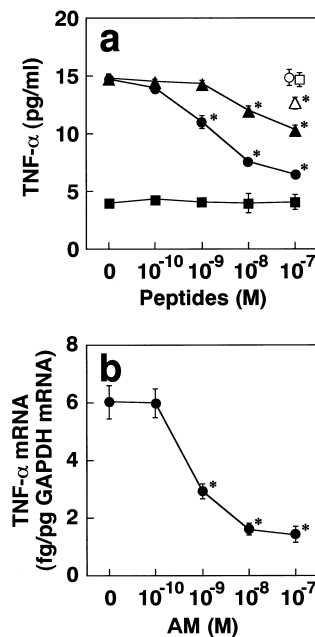 a
20
15
10
5
0
TNF-α (pg/ml)
*
*
*
*
*
*
0 10⁻¹⁰ 10⁻⁹ 10⁻⁸ 10⁻⁷
Peptides (M)
b
8
6
4
2
0
TNF-α mRNA
(fg/pg GAPDH mRNA)
*
*
*
0 10⁻¹⁰ 10⁻⁹ 10⁻⁸ 10⁻⁷
AM (M)